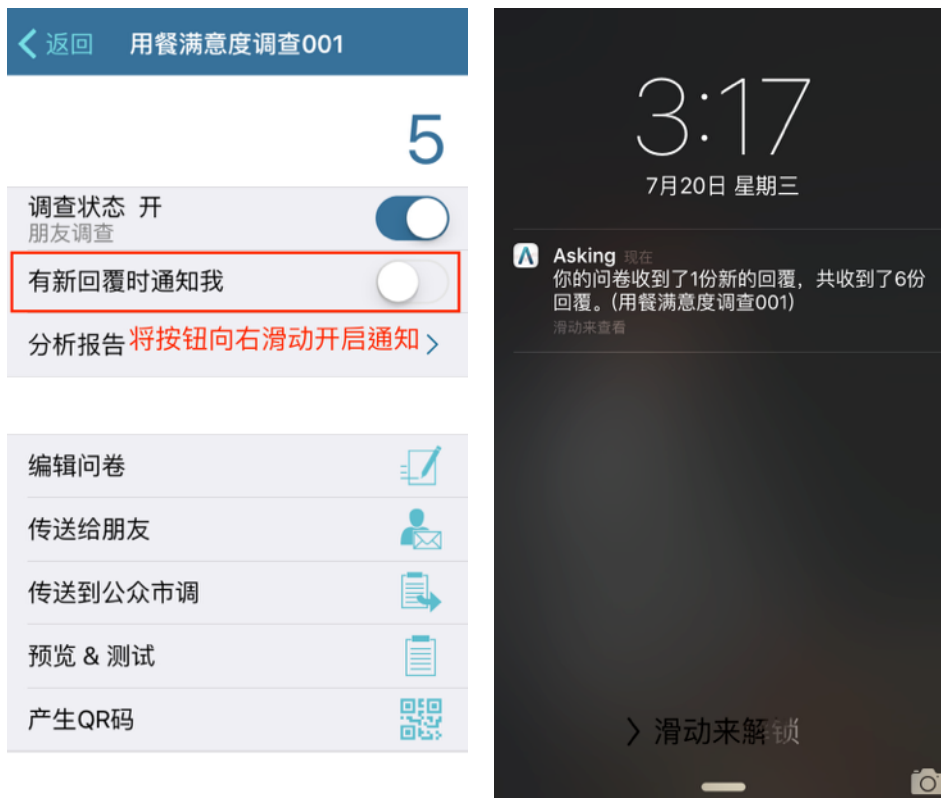 返回
用餐满意度调查001
5
调查状态 开
朋友调查
有新回覆时通知我
分析报告
将按钮向右滑动开启通知
编辑问卷
传送给朋友
传送到公众市调
预览 & 测试
产生QR码
3:17
7月20日 星期三
Asking 现在
你的问卷收到了1份新的回覆，共收到了6份
回覆。(用餐满意度调查001)
滑动来查看
滑动来解锁